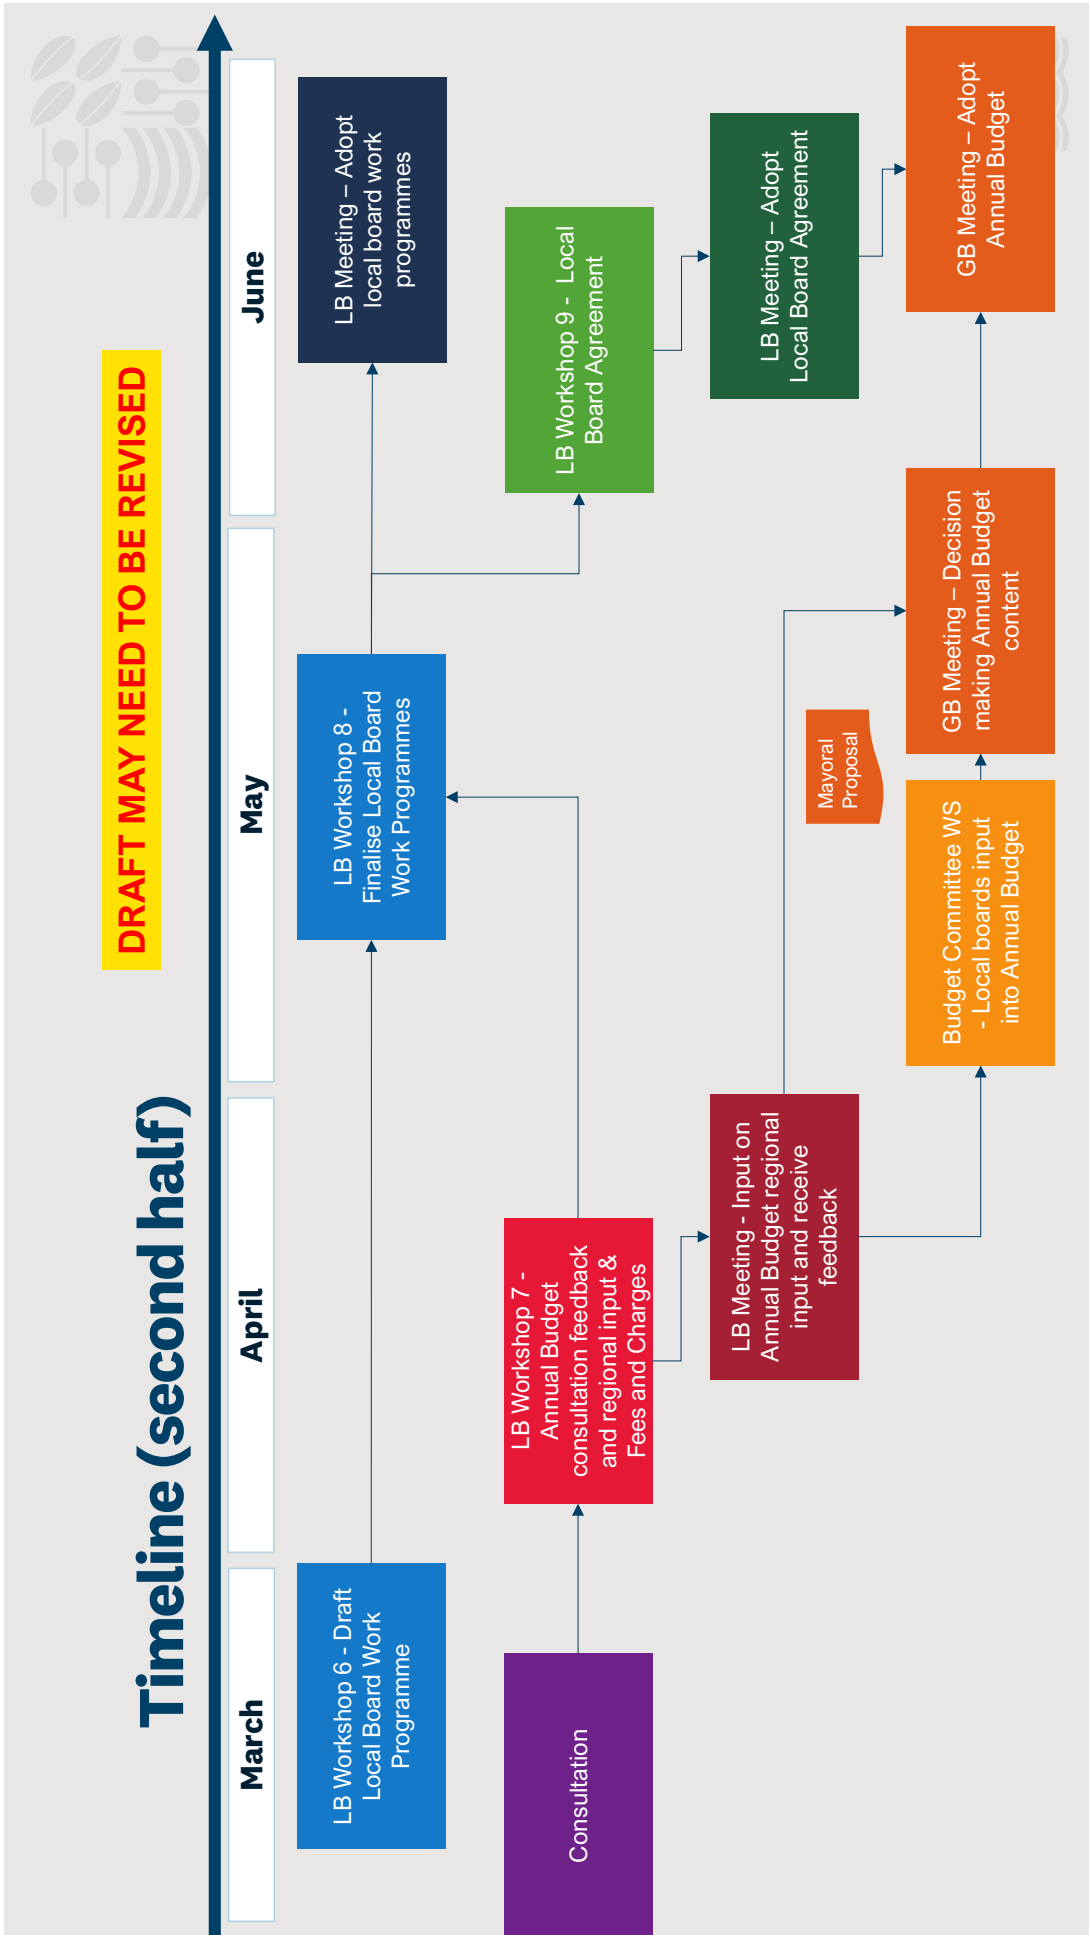 Timeline (second half)
DRAFT MAY NEED TO BE REVISED
March
April
May
June
LB Workshop 6 - Draft
Local Board Work
Programme
LB Workshop 8 -
Finalise Local Board
Work Programmes
LB Meeting – Adopt
local board work
programmes
Consultation
LB Workshop 7 -
Annual Budget
consultation feedback
and regional input &
Fees and Charges
LB Workshop 9 - Local
Board Agreement
LB Meeting - Input on
Annual Budget regional
input and receive
feedback
LB Meeting – Adopt
Local Board Agreement
Mayoral
Proposal
Budget Committee WS
- Local boards input
into Annual Budget
GB Meeting – Decision
making Annual Budget
content
GB Meeting – Adopt
Annual Budget